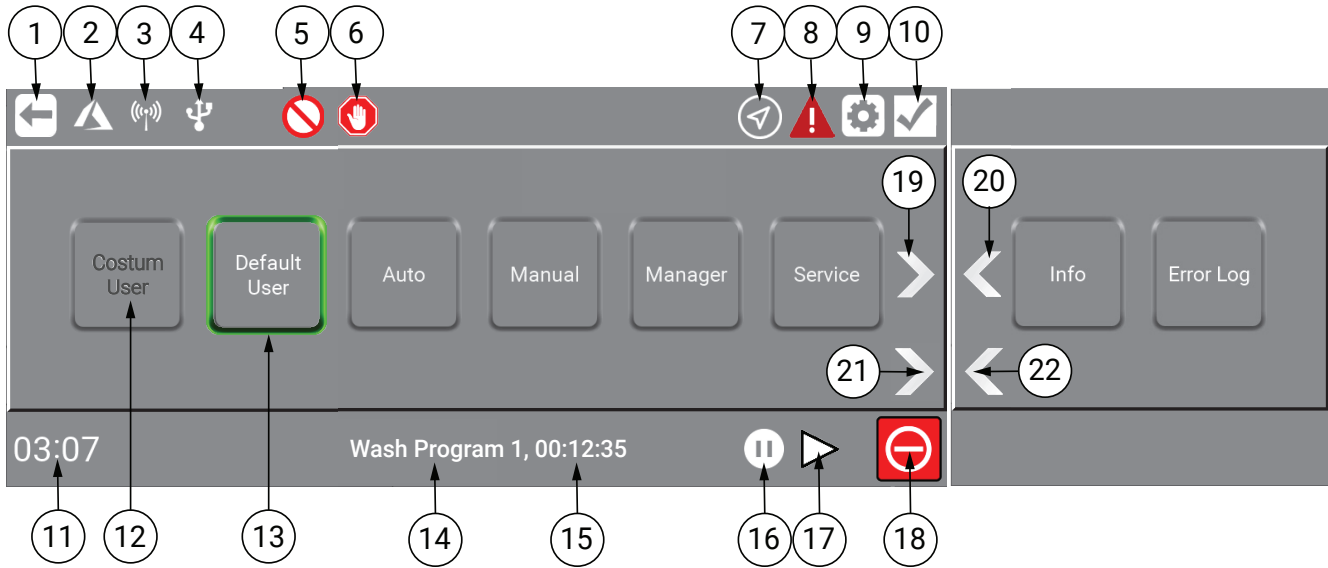 1 2 3 4 5 6 7 8 9 10
19 20
Costum
User
Default
User
Auto
Manual
Manager
Service
Info
Error Log
21 22
03:07
Wash Program 1, 00:12:35
11 12 13 14 15 16 17 18